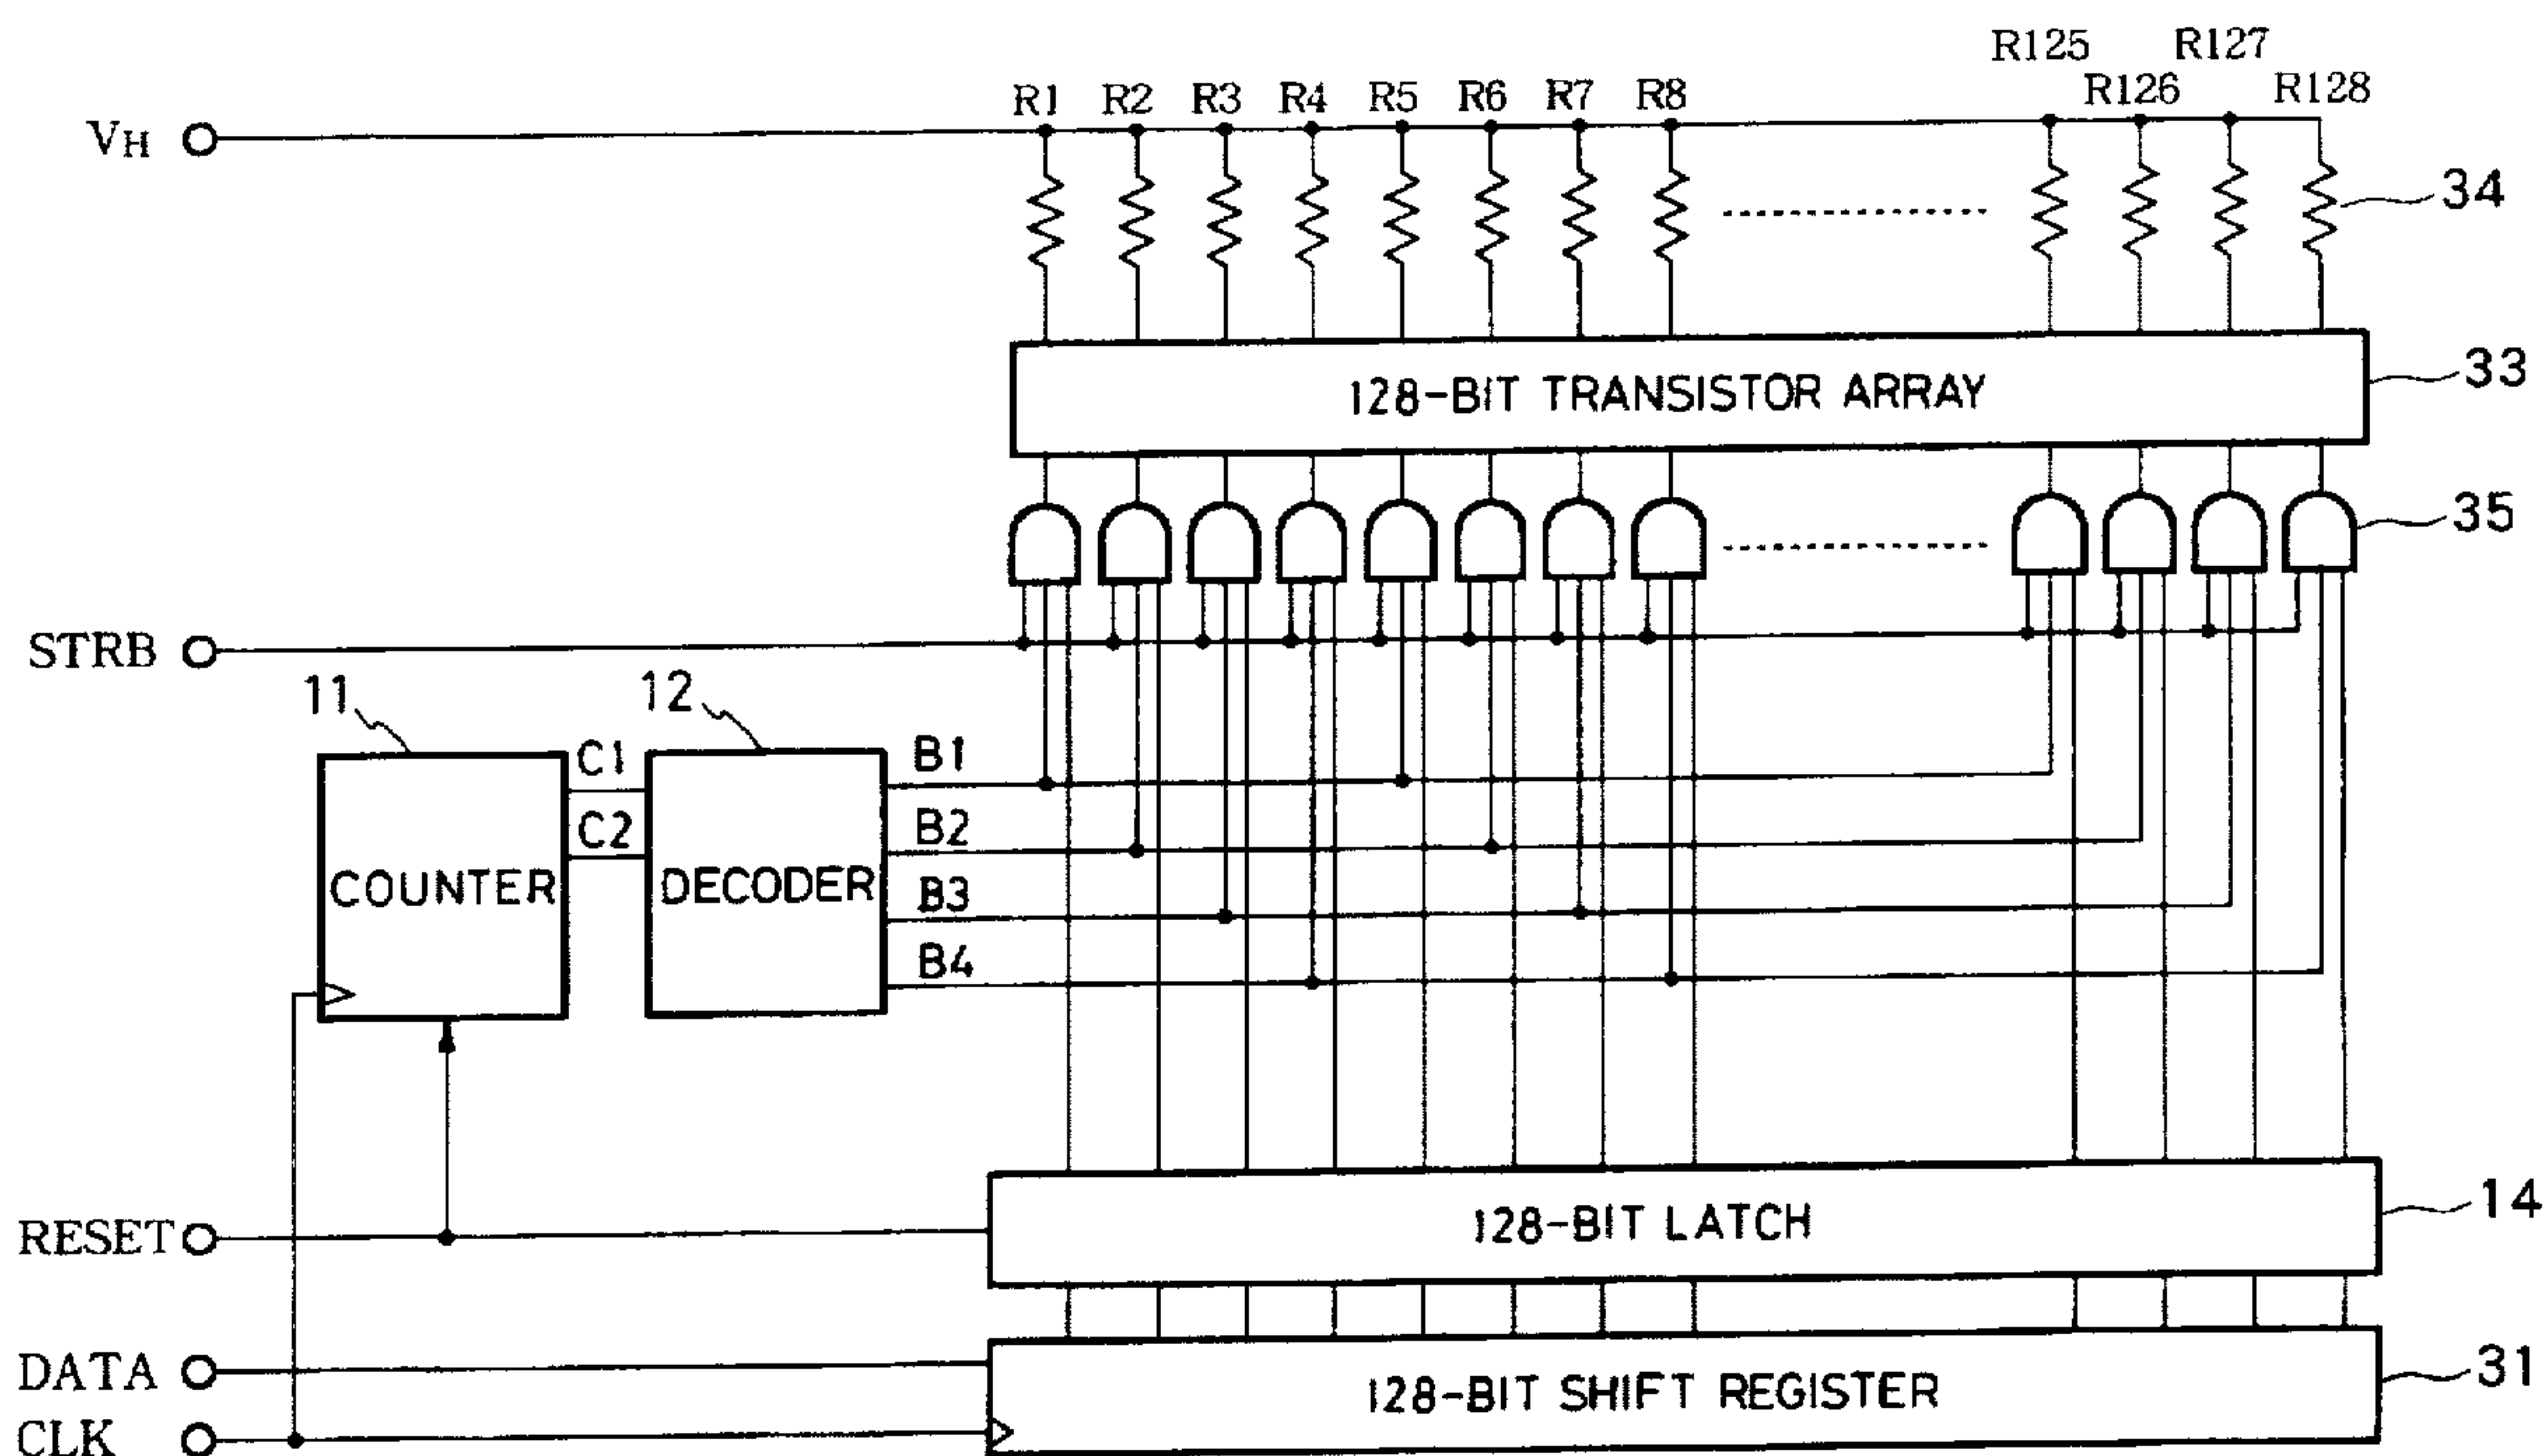 R125 R127
R1 R2 R3 R4 R5 R6 R7 R8 R126 R128
VH
34
128-BIT TRANSISTOR ARRAY
33
35
STRB
11
12
C1
C2
COUNTER
DECODER
B1
B2
B3
B4
RESET
128-BIT LATCH
14
DATA
128-BIT SHIFT REGISTER
31
CLK